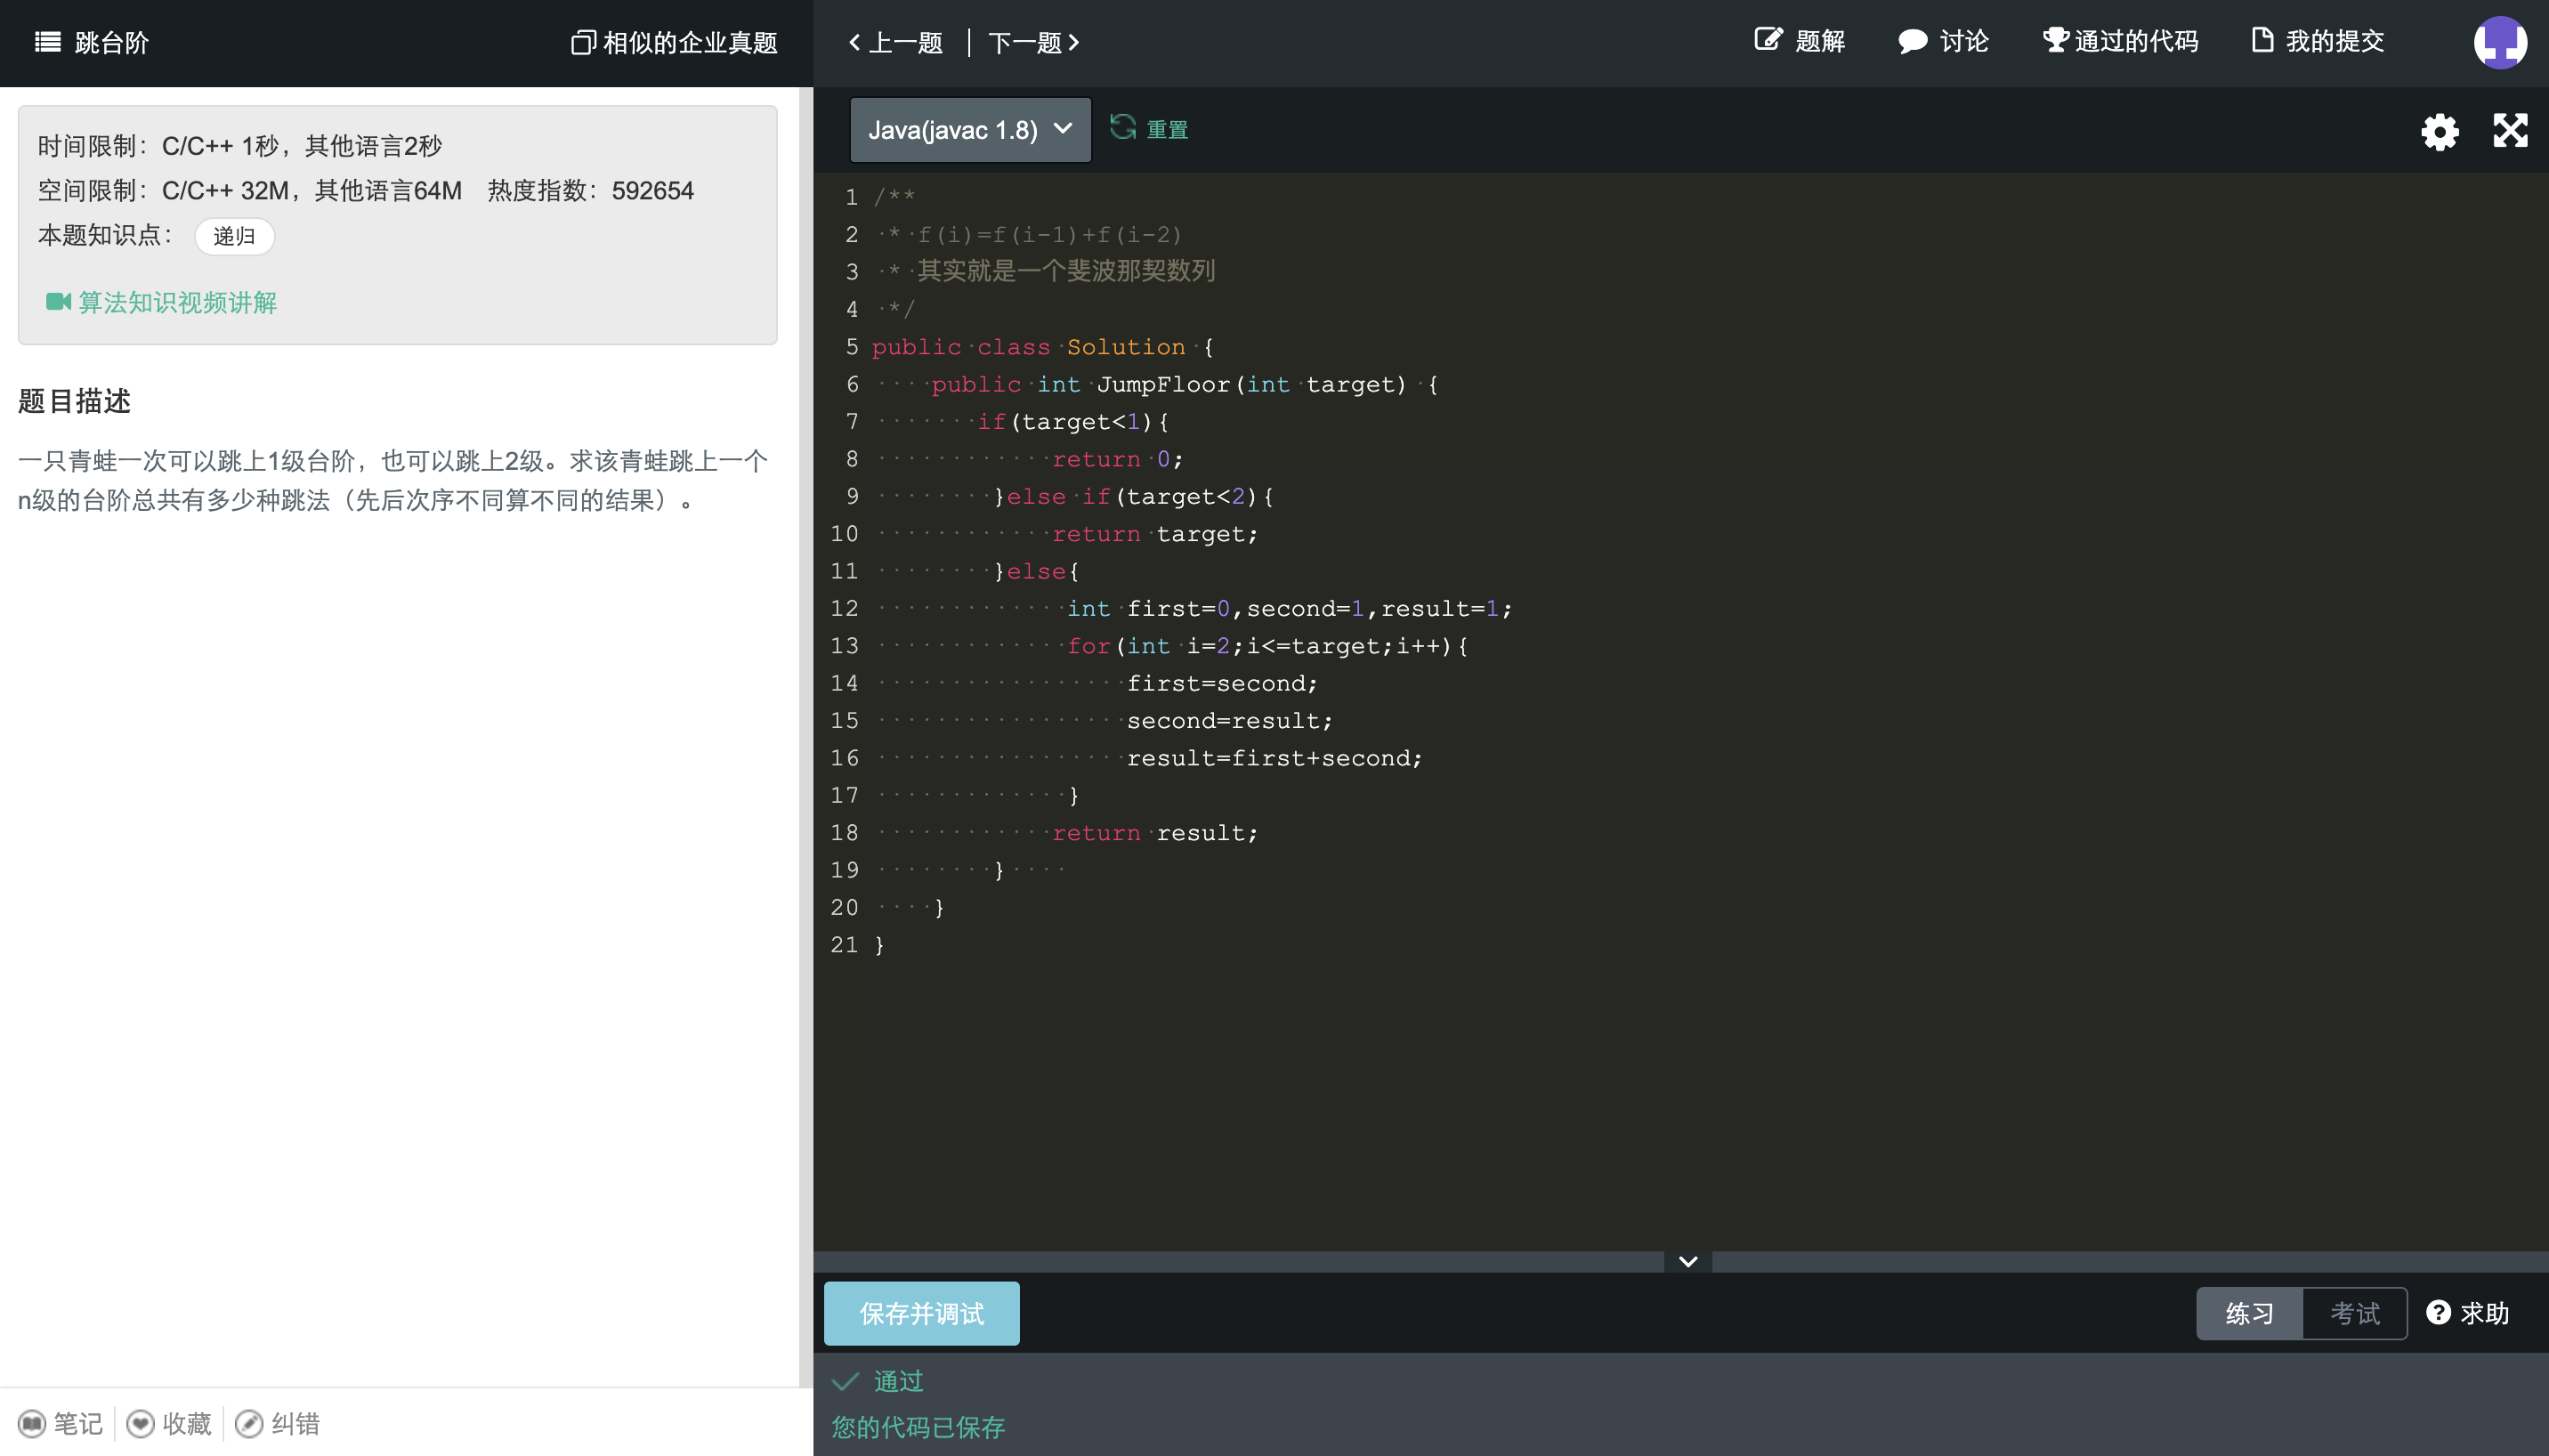 跳台阶
相似的企业真题
上一题
下一题
题解
讨论
通过的代码
我的提交
时间限制：C/C++ 1秒，其他语言2秒
空间限制：C/C++ 32M，其他语言64M 热度指数：592654
本题知识点：
递归
算法知识视频讲解
题目描述
一只青蛙一次可以跳上1级台阶，也可以跳上2级。求该青蛙跳上一个
n级的台阶总共有多少种跳法（先后次序不同算不同的结果）。
笔记
收藏
纠错
Java(javac 1.8)
重置
1 /**
2  * f(i)=f(i-1)+f(i-2)
3  * 其实就是一个斐波那契数列
4  */
5 public class Solution {
6     public int JumpFloor(int target) {
7        if(target<1){
8             return 0;
9         }else if(target<2){
10             return target;
11         }else{
12              int first=0,second=1,result=1;
13              for(int i=2;i<=target;i++){
14                  first=second;
15                  second=result;
16                  result=first+second;
17              }
18             return result;
19         }
20     }
21 }
保存并调试
练习
考试
求助
通过
您的代码已保存